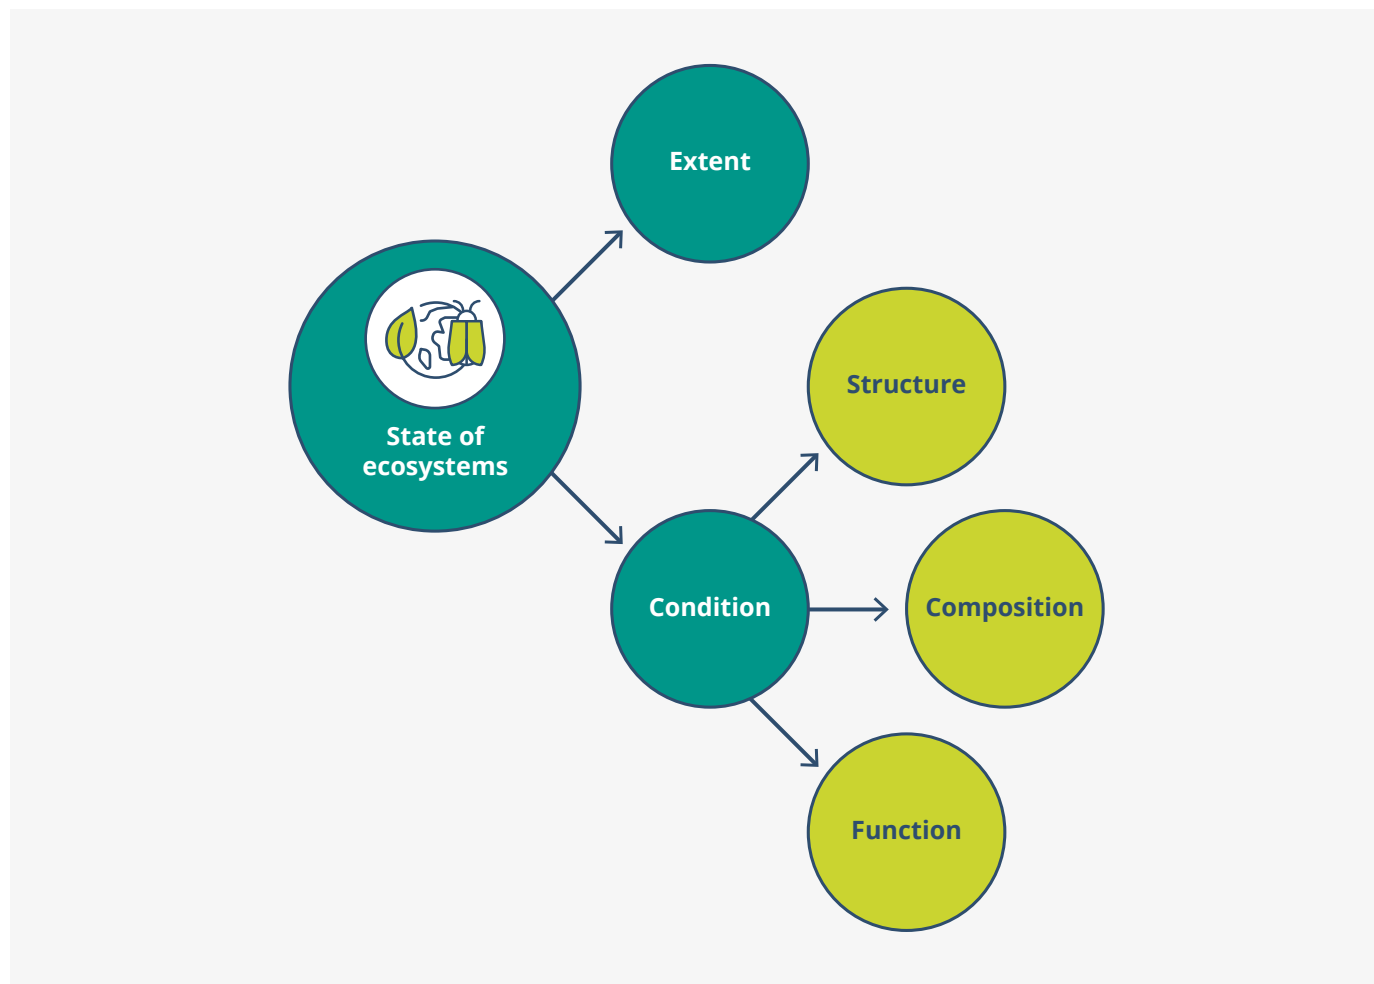 Extent
State of
ecosystems
Structure
Condition
Composition
Function